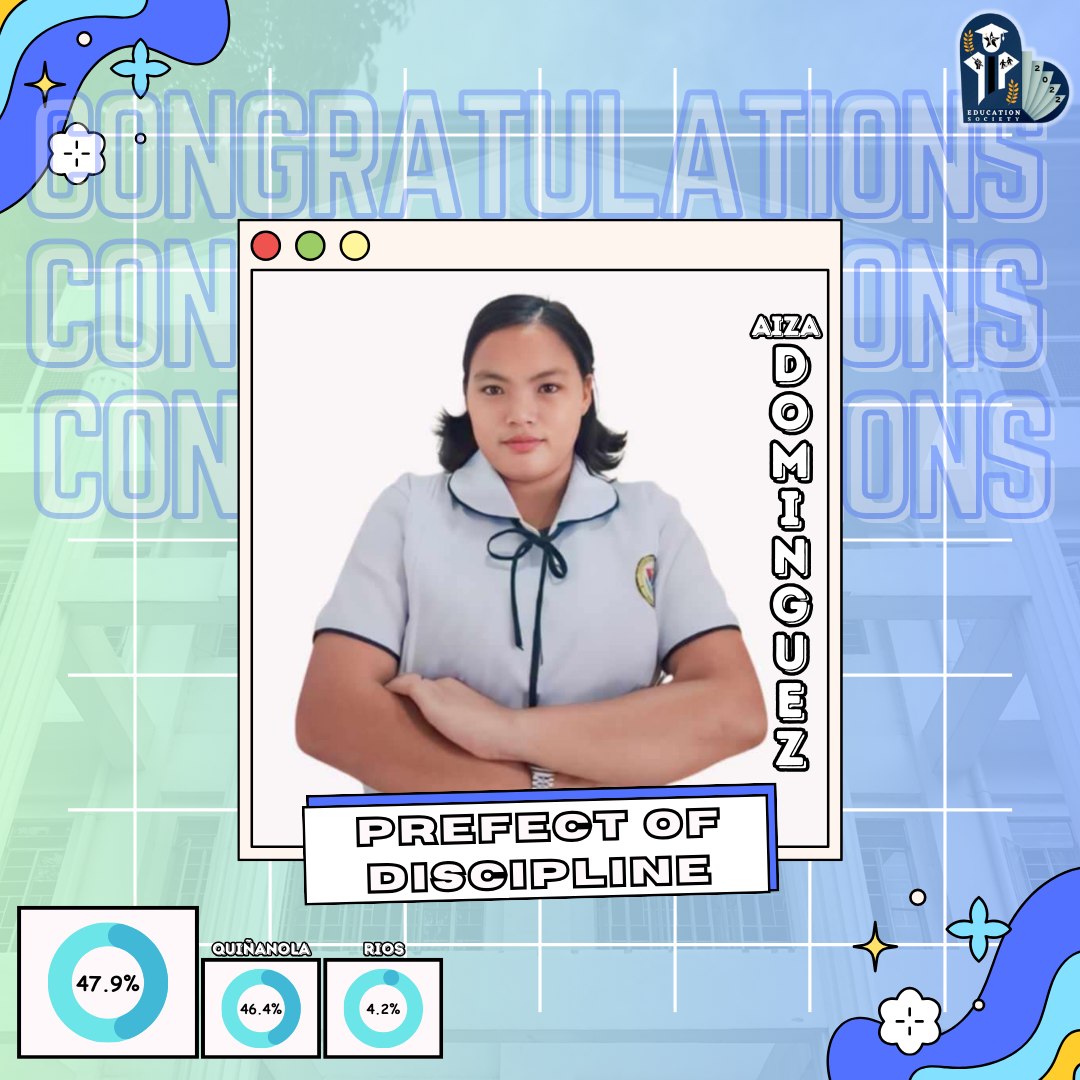 CONGRATULATIONS
CON
ONS
CON
ONS
2022
EDUCATION
SOCIETY
AIZA
DOMINGUEZ
PREFECT OF
DISCIPLINE
47.9%
QUIÑANOLA
46.4%
RIOS
4.2%